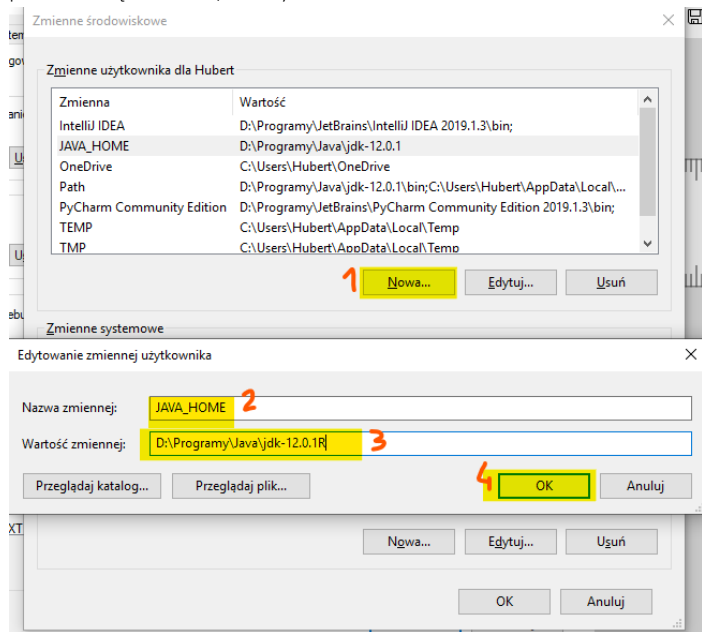 Zmienne środowiskowe
Zmienne użytkownika dla Hubert
Zmienna Wartość
IntelliJ IDEA D:\Programy\JetBrains\IntelliJ IDEA 2019.1.3\bin;
JAVA_HOME D:\Programy\Java\jdk-12.0.1
OneDrive C:\Users\Hubert\OneDrive
Path D:\Programy\Java\jdk-12.0.1\bin;C:\Users\Hubert\AppData\Local\...
PyCharm Community Edition D:\Programy\JetBrains\PyCharm Community Edition 2019.1.3\bin;
TEMP C:\Users\Hubert\AppData\Local\Temp
TMP C:\Users\Hubert\AppData\Local\Temp
1 Nowa... Edytuj... Usuń
Zmienne systemowe
Edytowanie zmiennej użytkownika
Nazwa zmiennej: JAVA_HOME 2
Wartość zmiennej: D:\Programy\Java\jdk-12.0.1R 3
Przeglądaj katalog... Przeglądaj plik... 4 OK Anuluj
Nowa... Edytuj... Usuń
OK Anuluj